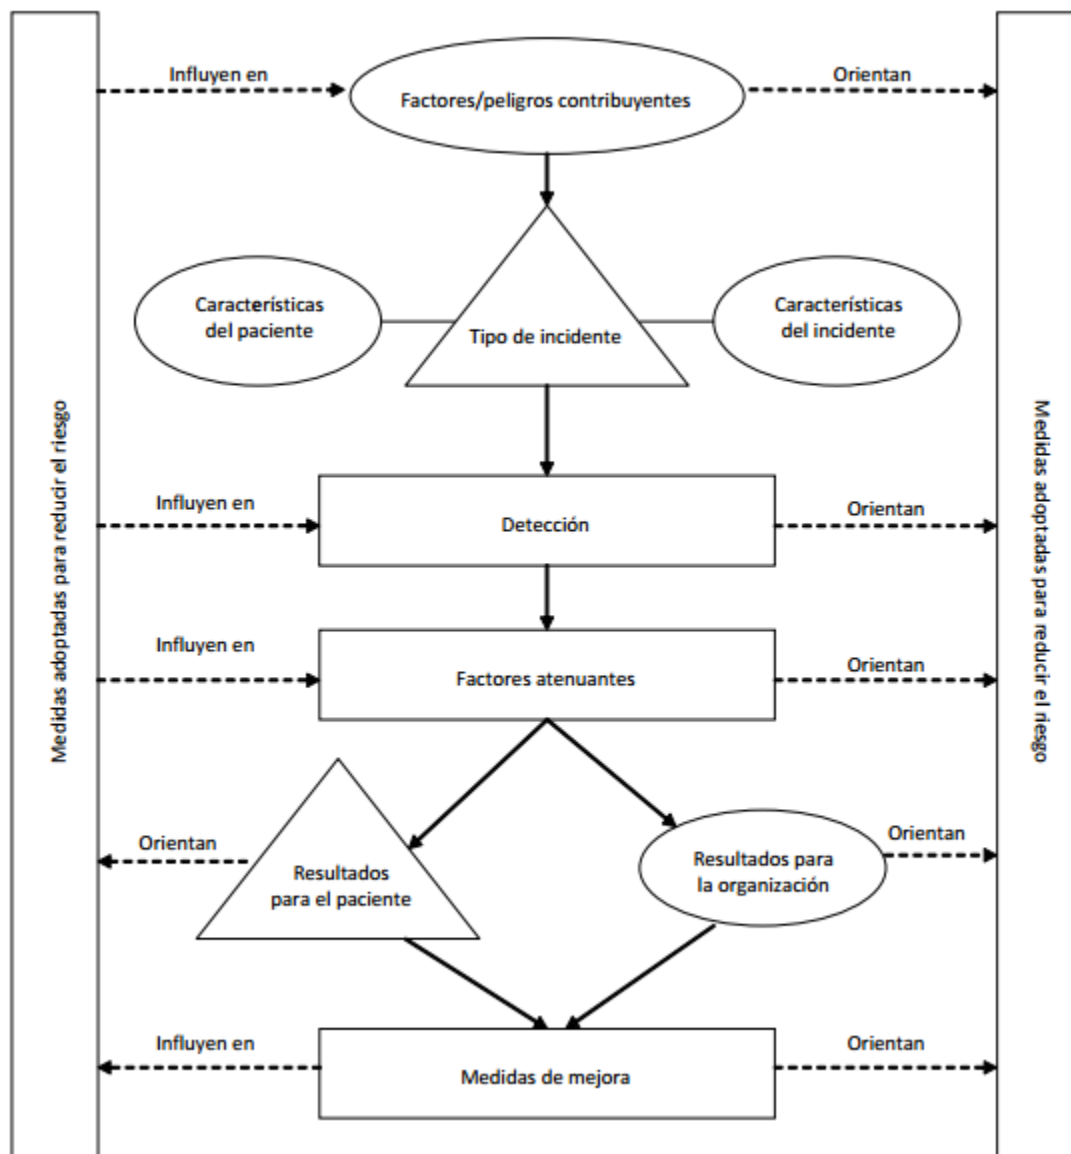 Influyen en
Orientan
Factores/peligros contribuyentes
Características
del paciente
Tipo de incidente
Características
del incidente
Medidas adoptadas para reducir el riesgo
Medidas adoptadas para reducir el riesgo
Influyen en
Detección
Orientan
Influyen en
Factores atenuantes
Orientan
Orientan
Resultados
para el paciente
Resultados para
la organización
Orientan
Influyen en
Medidas de mejora
Orientan